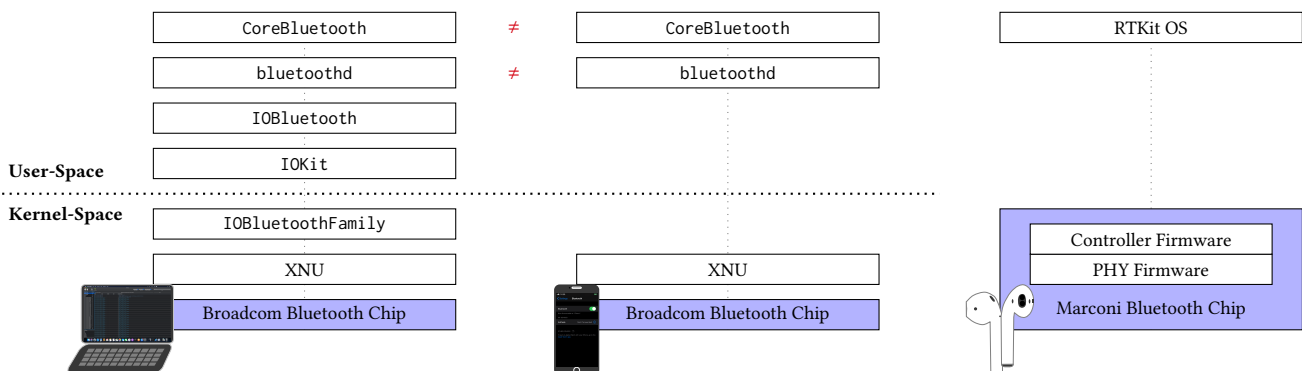 CoreBluetooth ≠ CoreBluetooth RTKit OS
bluetoothd ≠ bluetoothd
IOBluetooth
User-Space IOKit
Kernel-Space IOBluetoothFamily
Controller Firmware
XNU XNU PHY Firmware
Broadcom Bluetooth Chip Broadcom Bluetooth Chip Marconi Bluetooth Chip